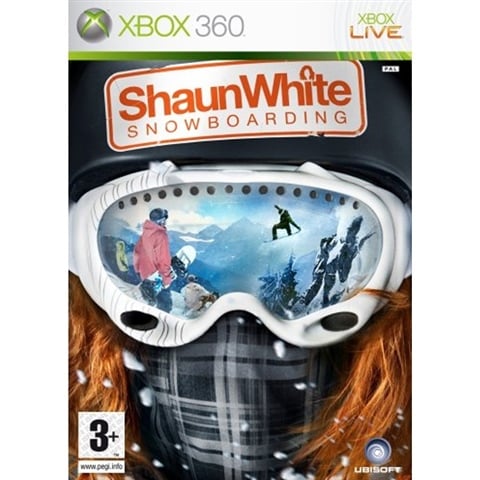 XBOX 360
XBOX
LIVE
PAL
ShaunWhite
SNOWBOARDING
3+
www.pegi.info
UBISOFT